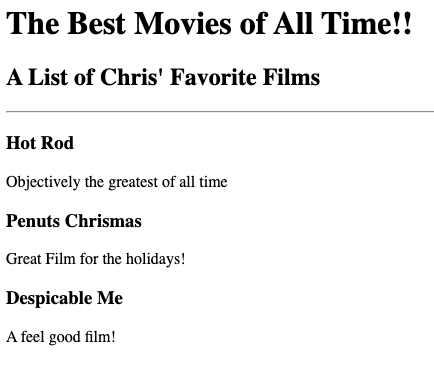 The Best Movies of All Time!!
A List of Chris' Favorite Films
Hot Rod
Objectively the greatest of all time
Penuts Chrismas
Great Film for the holidays!
Despicable Me
A feel good film!